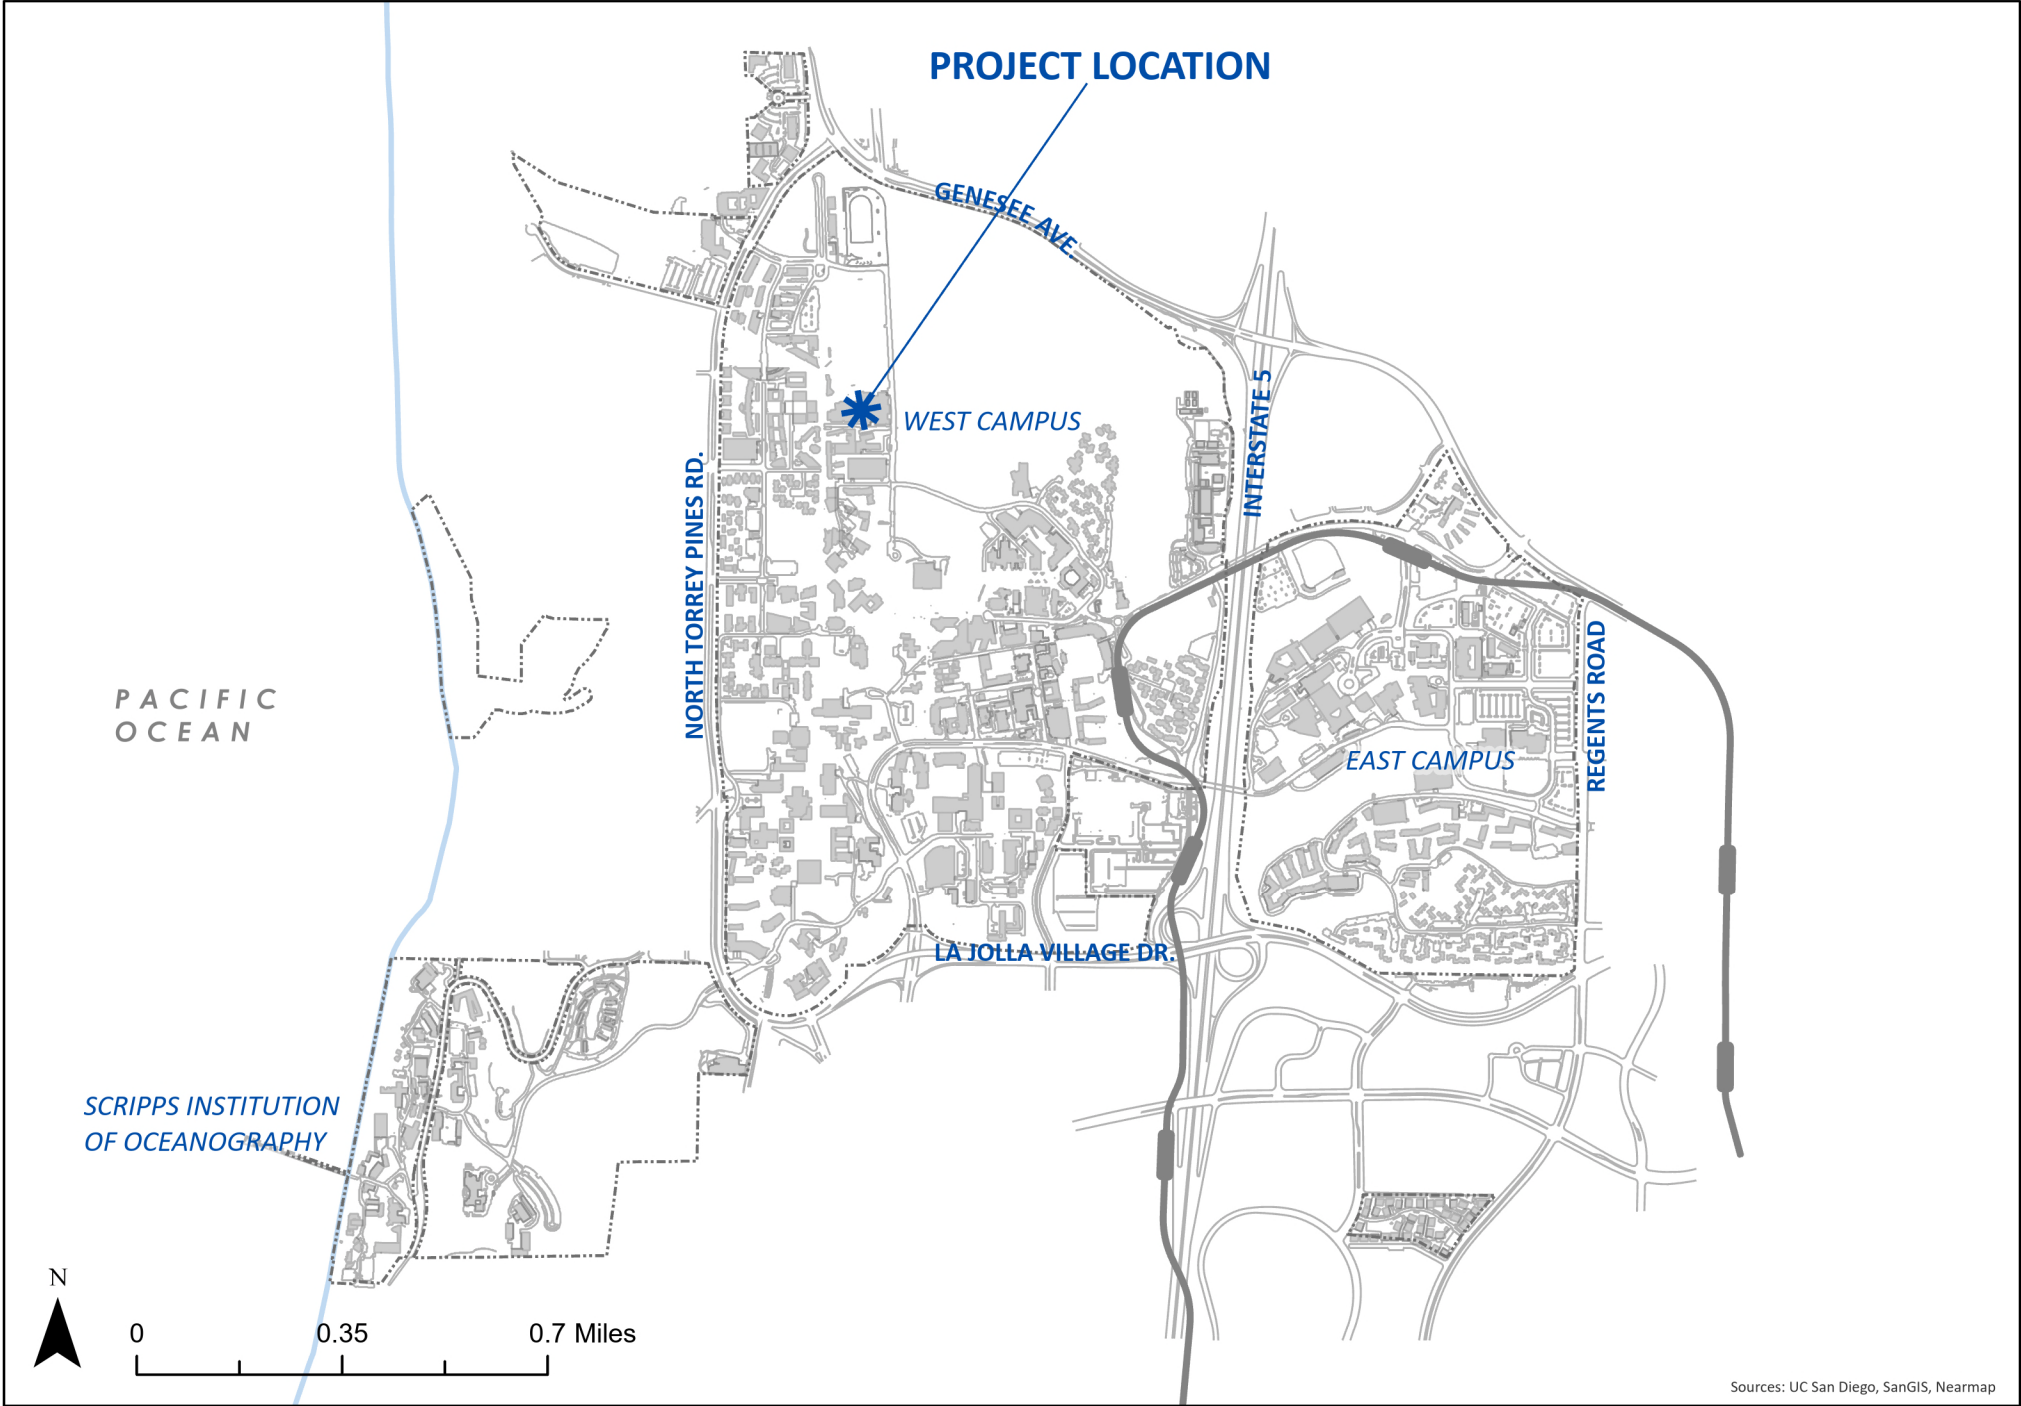 PROJECT LOCATION
GENESEE AVE.
WEST CAMPUS
INTERSTATE 5
NORTH TORREY PINES RD.
REGENTS ROAD
PACIFIC
OCEAN
EAST CAMPUS
LA JOLLA VILLAGE DR.
SCRIPPS INSTITUTION
OF OCEANOGRAPHY
N
0 0.35 0.7 Miles
Sources: UC San Diego, SanGIS, Nearmap